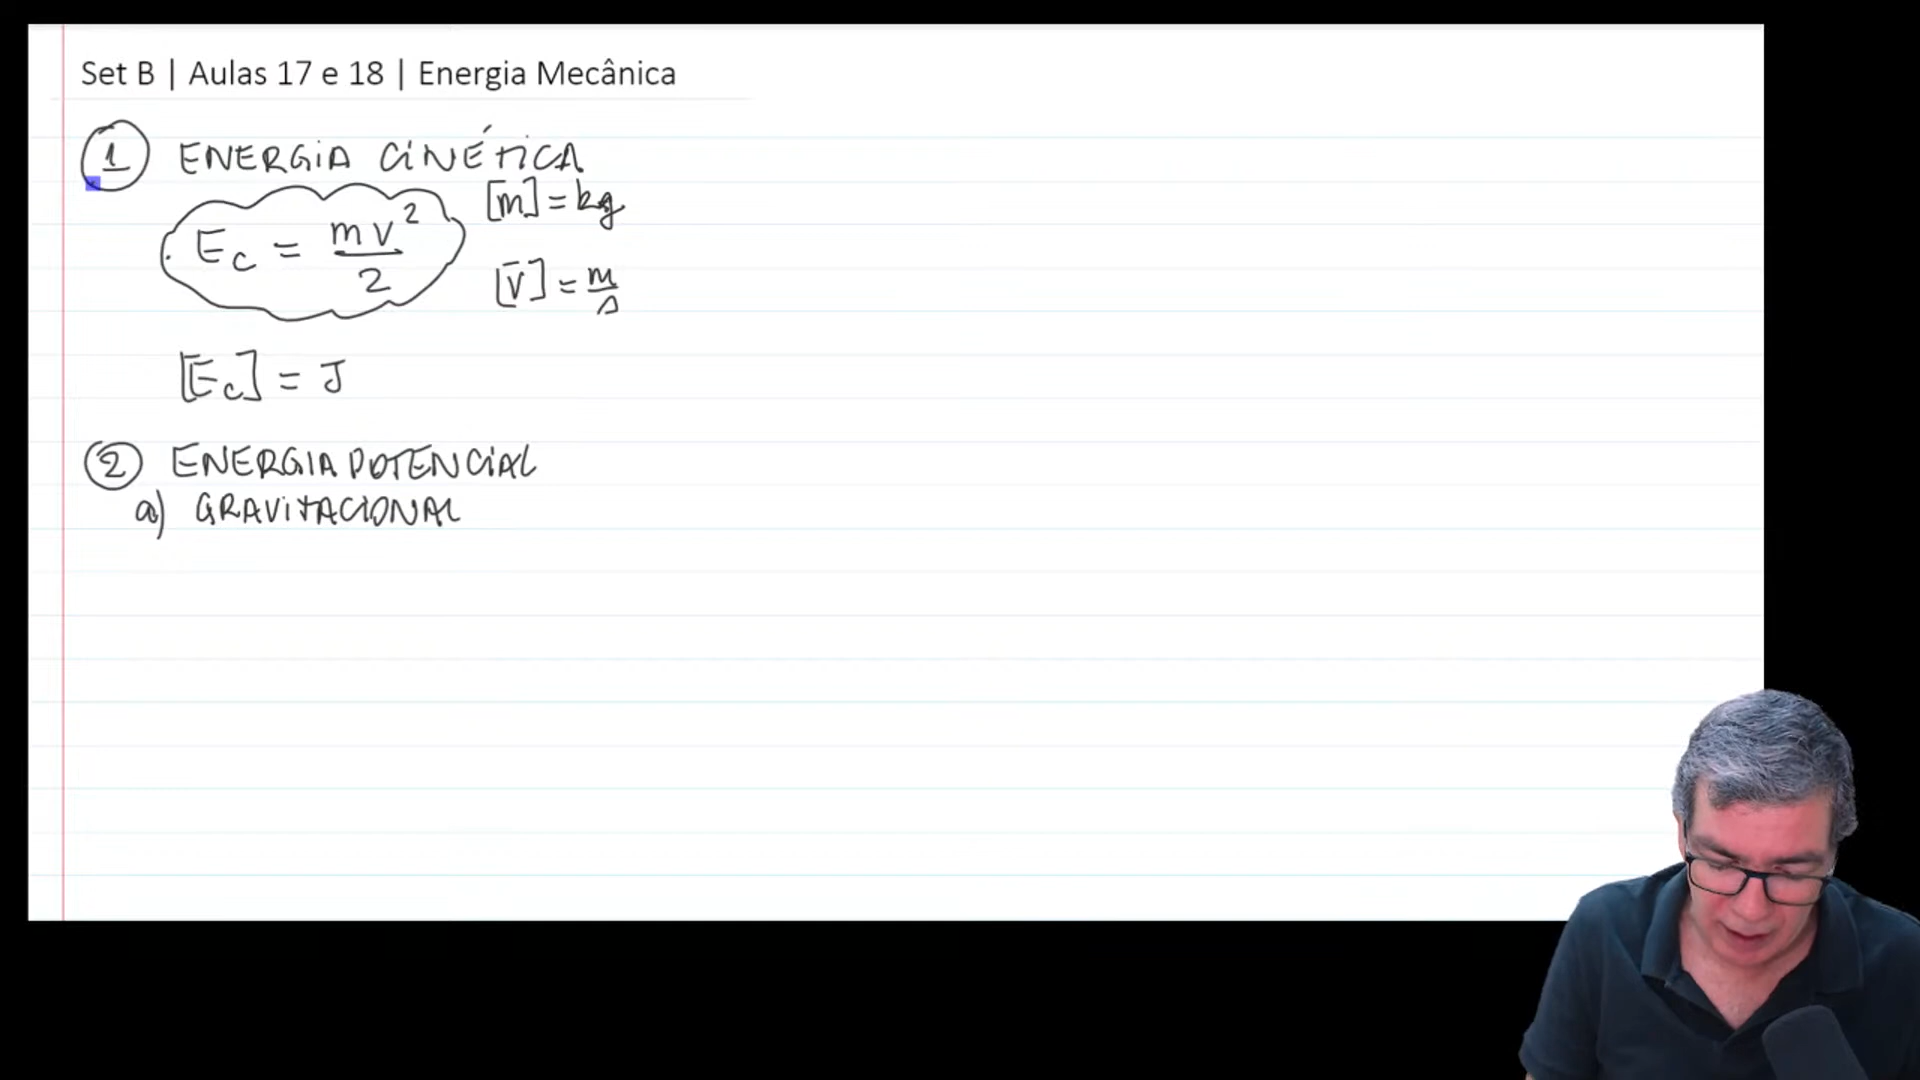 Set B | Aulas 17 e 18 | Energia Mecânica
1 ENERGIA CINÉTICA
Ec = mv²/2 [m] = kg
[v] = m/s
[Ec] = J
2 ENERGIA POTENCIAL
a) GRAVITACIONAL